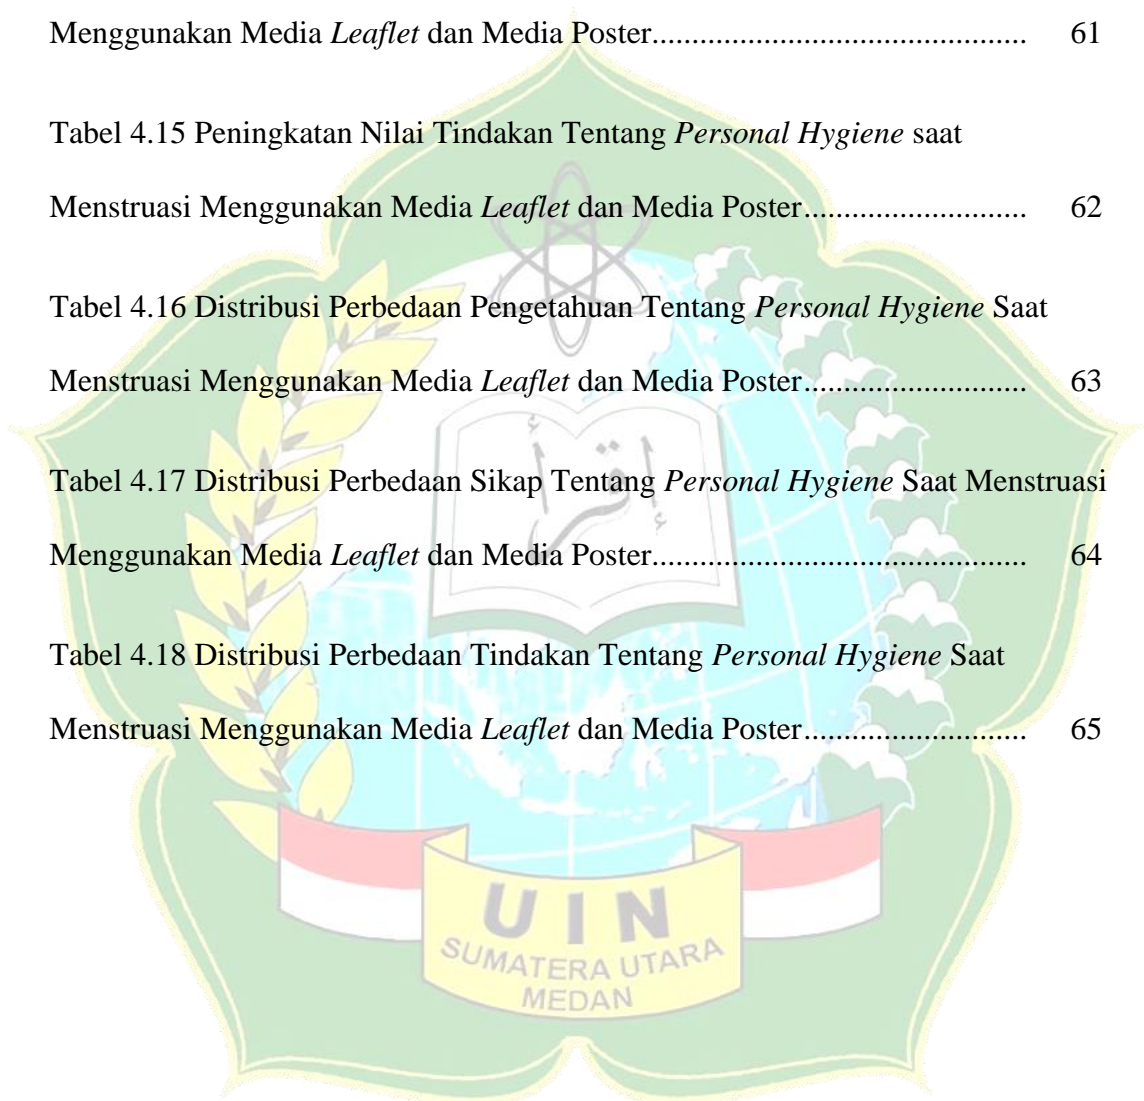 Menggunakan Media Leaflet dan Media Poster............................................... 61
Tabel 4.15 Peningkatan Nilai Tindakan Tentang Personal Hygiene saat
Menstruasi Menggunakan Media Leaflet dan Media Poster............................ 62
Tabel 4.16 Distribusi Perbedaan Pengetahuan Tentang Personal Hygiene Saat
Menstruasi Menggunakan Media Leaflet dan Media Poster............................ 63
Tabel 4.17 Distribusi Perbedaan Sikap Tentang Personal Hygiene Saat Menstruasi
Menggunakan Media Leaflet dan Media Poster............................................... 64
Tabel 4.18 Distribusi Perbedaan Tindakan Tentang Personal Hygiene Saat
Menstruasi Menggunakan Media Leaflet dan Media Poster............................ 65
إقرأ
UIN
SUMATERA UTARA
MEDAN